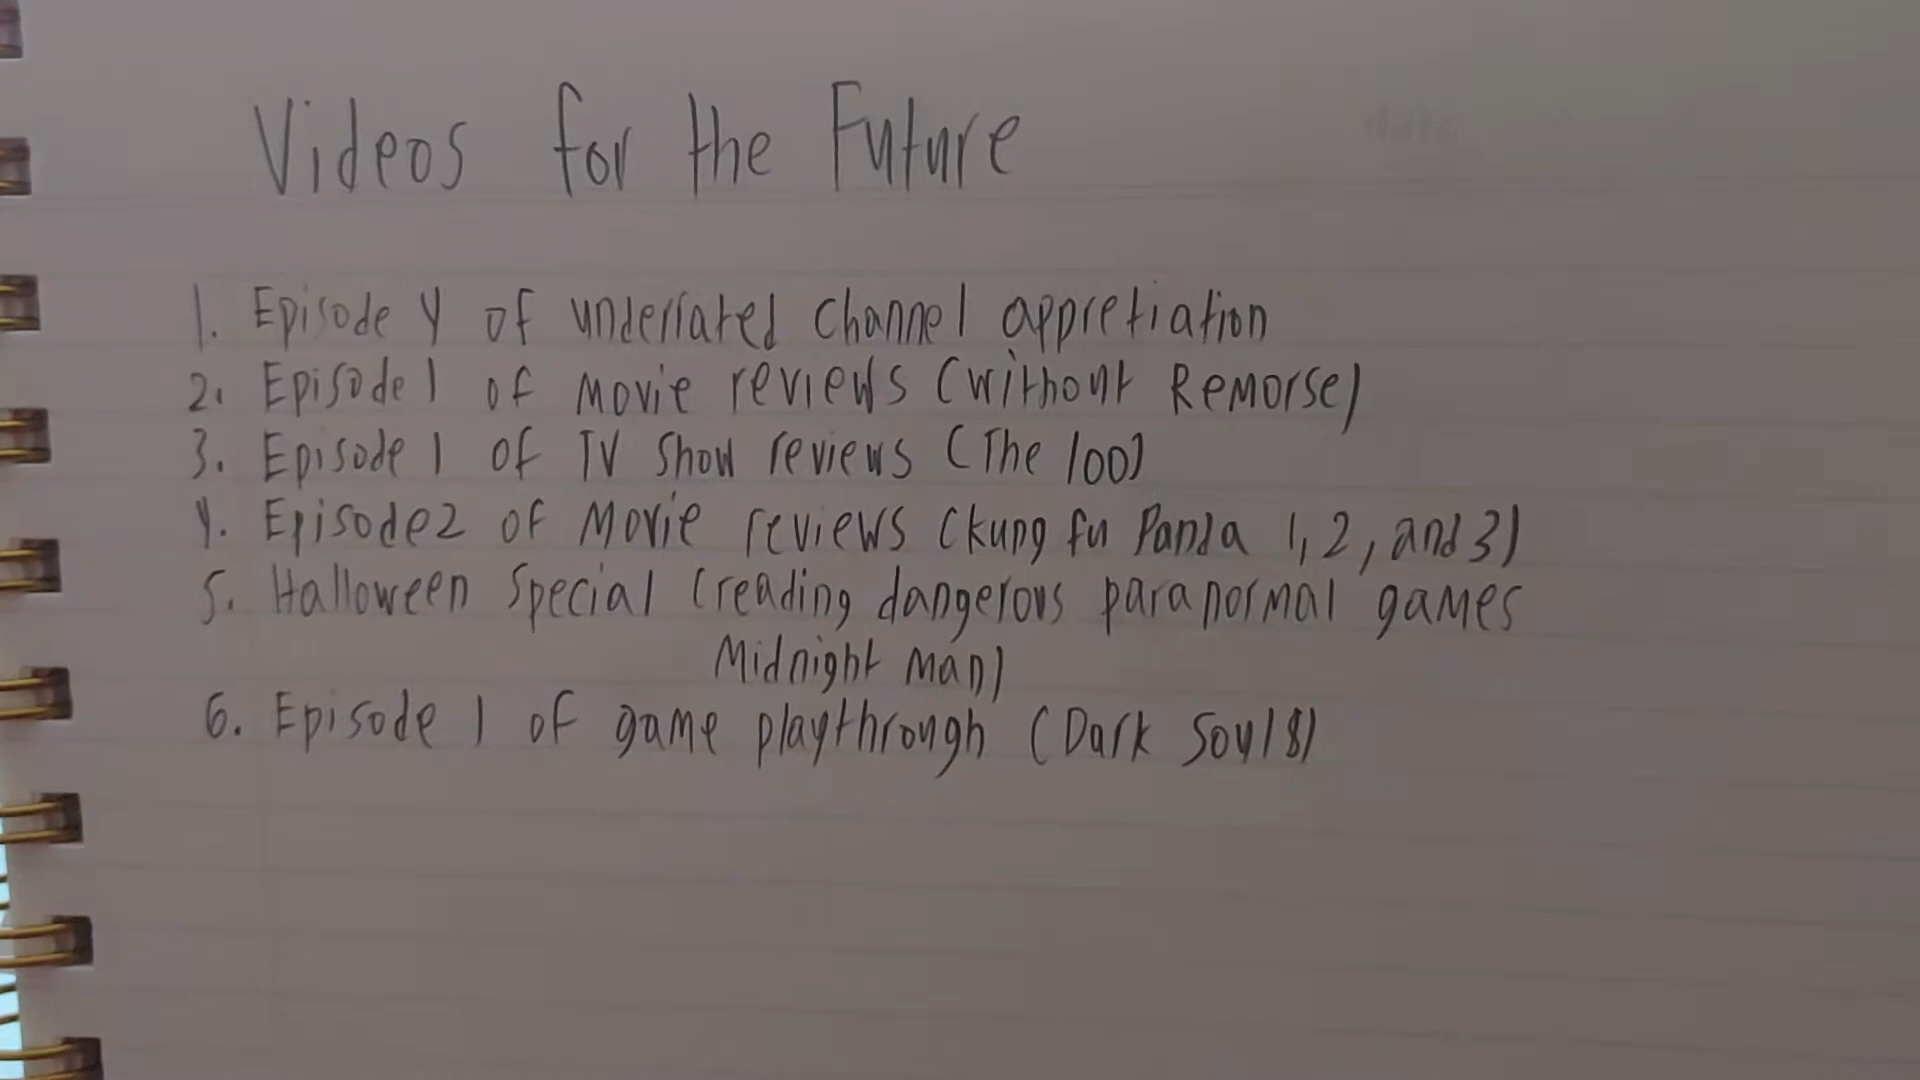 Videos for the Future
1. Episode 4 of underrated channel appretiation
2. Episode 1 of movie reviews (without Remorse)
3. Episode 1 of TV Show reviews (The 100)
4. Episode 2 of Movie reviews (kung fu Panda 1, 2, and 3)
5. Halloween Special (reading dangerous paranormal games
Midnight Man)
6. Episode 1 of game playthrough (Dark Souls)